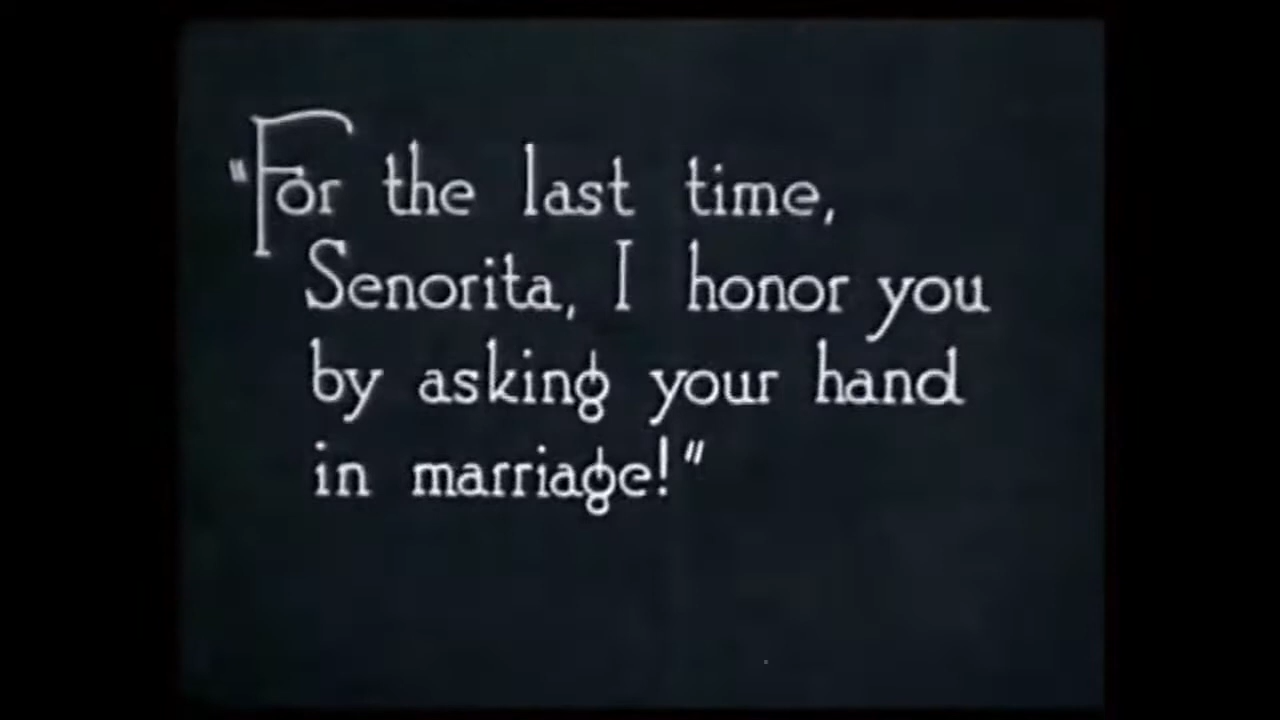 "For the last time,
Senorita, I honor you
by asking your hand
in marriage!"